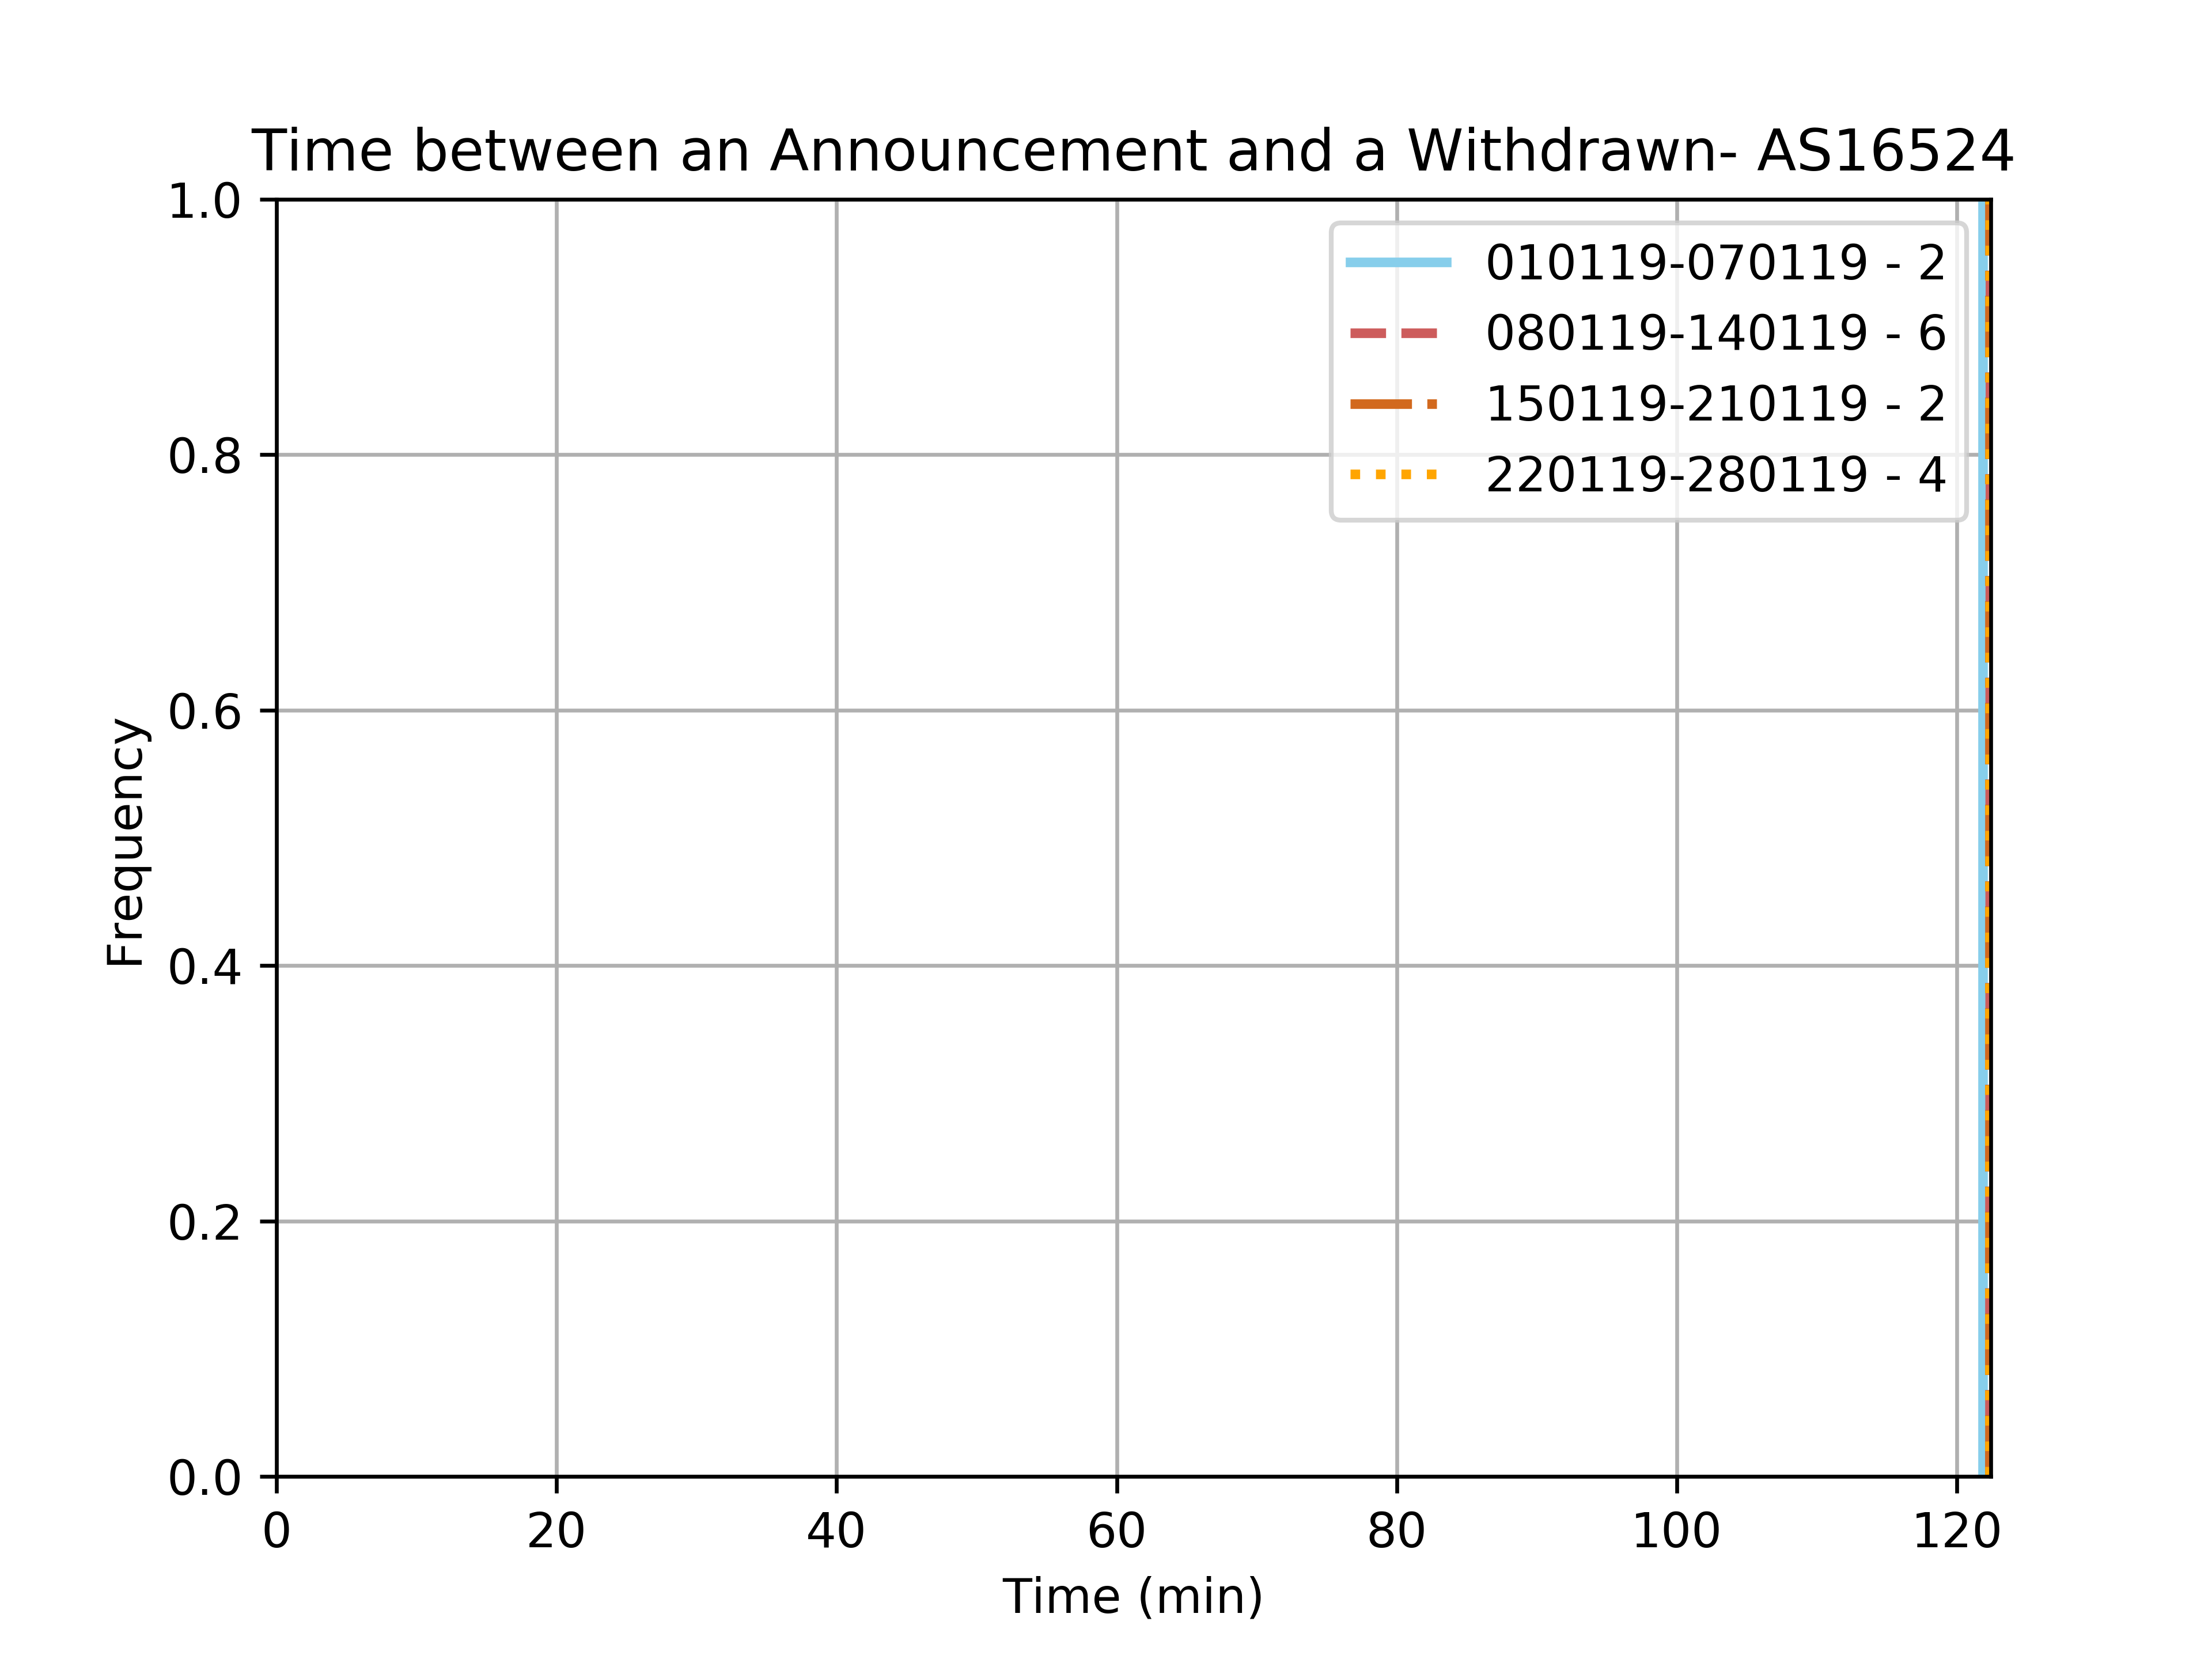 Time between an Announcement and a Withdrawn- AS16524
1.0
0.8
0.6
0.4
0.2
0.0
Frequency
010119-070119 - 2
080119-140119 - 6
150119-210119 - 2
220119-280119 - 4
0 20 40 60 80 100 120
Time (min)